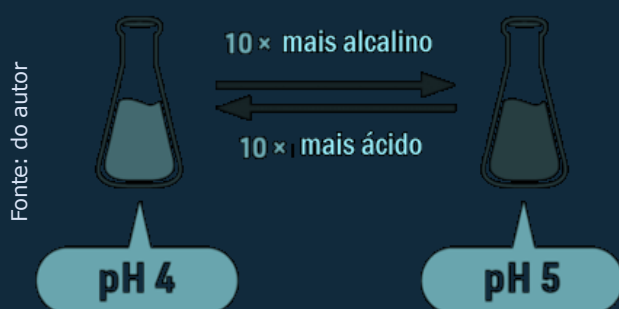 Fonte: do autor
10 × mais alcalino
10 × mais ácido
pH 4
pH 5